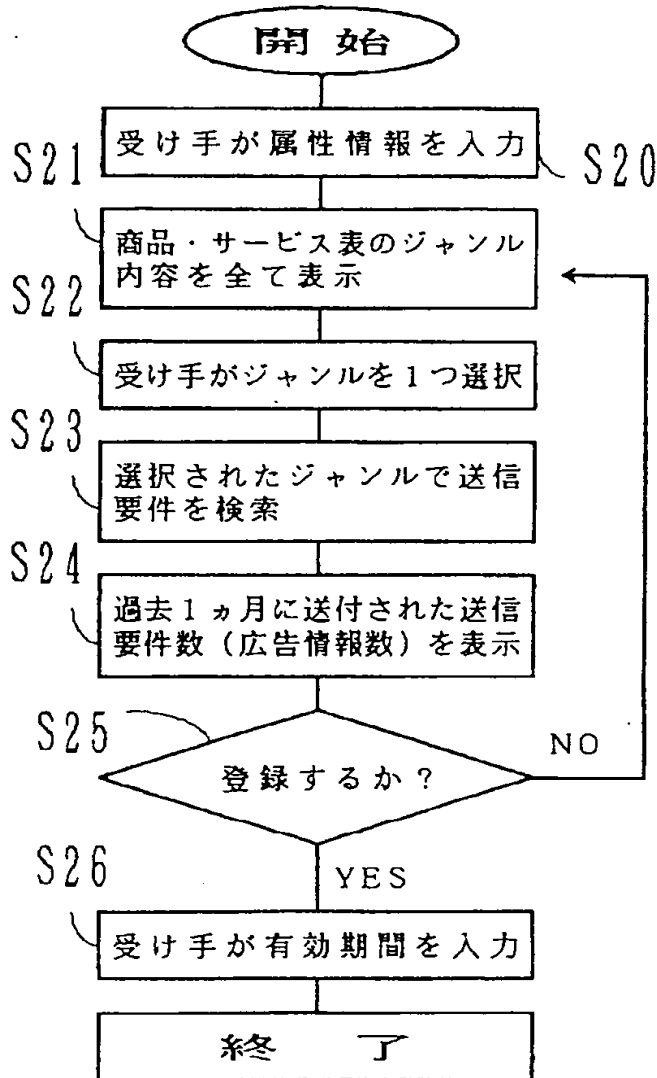 開始
受け手が属性情報を入力
S20
S21
商品・サービス表のジャンル
内容を全て表示
S22
受け手がジャンルを1つ選択
S23
選択されたジャンルで送信
要件を検索
S24
過去1ヵ月に送付された送信
要件数（広告情報数）を表示
S25
登録するか？
NO
YES
S26
受け手が有効期間を入力
終了